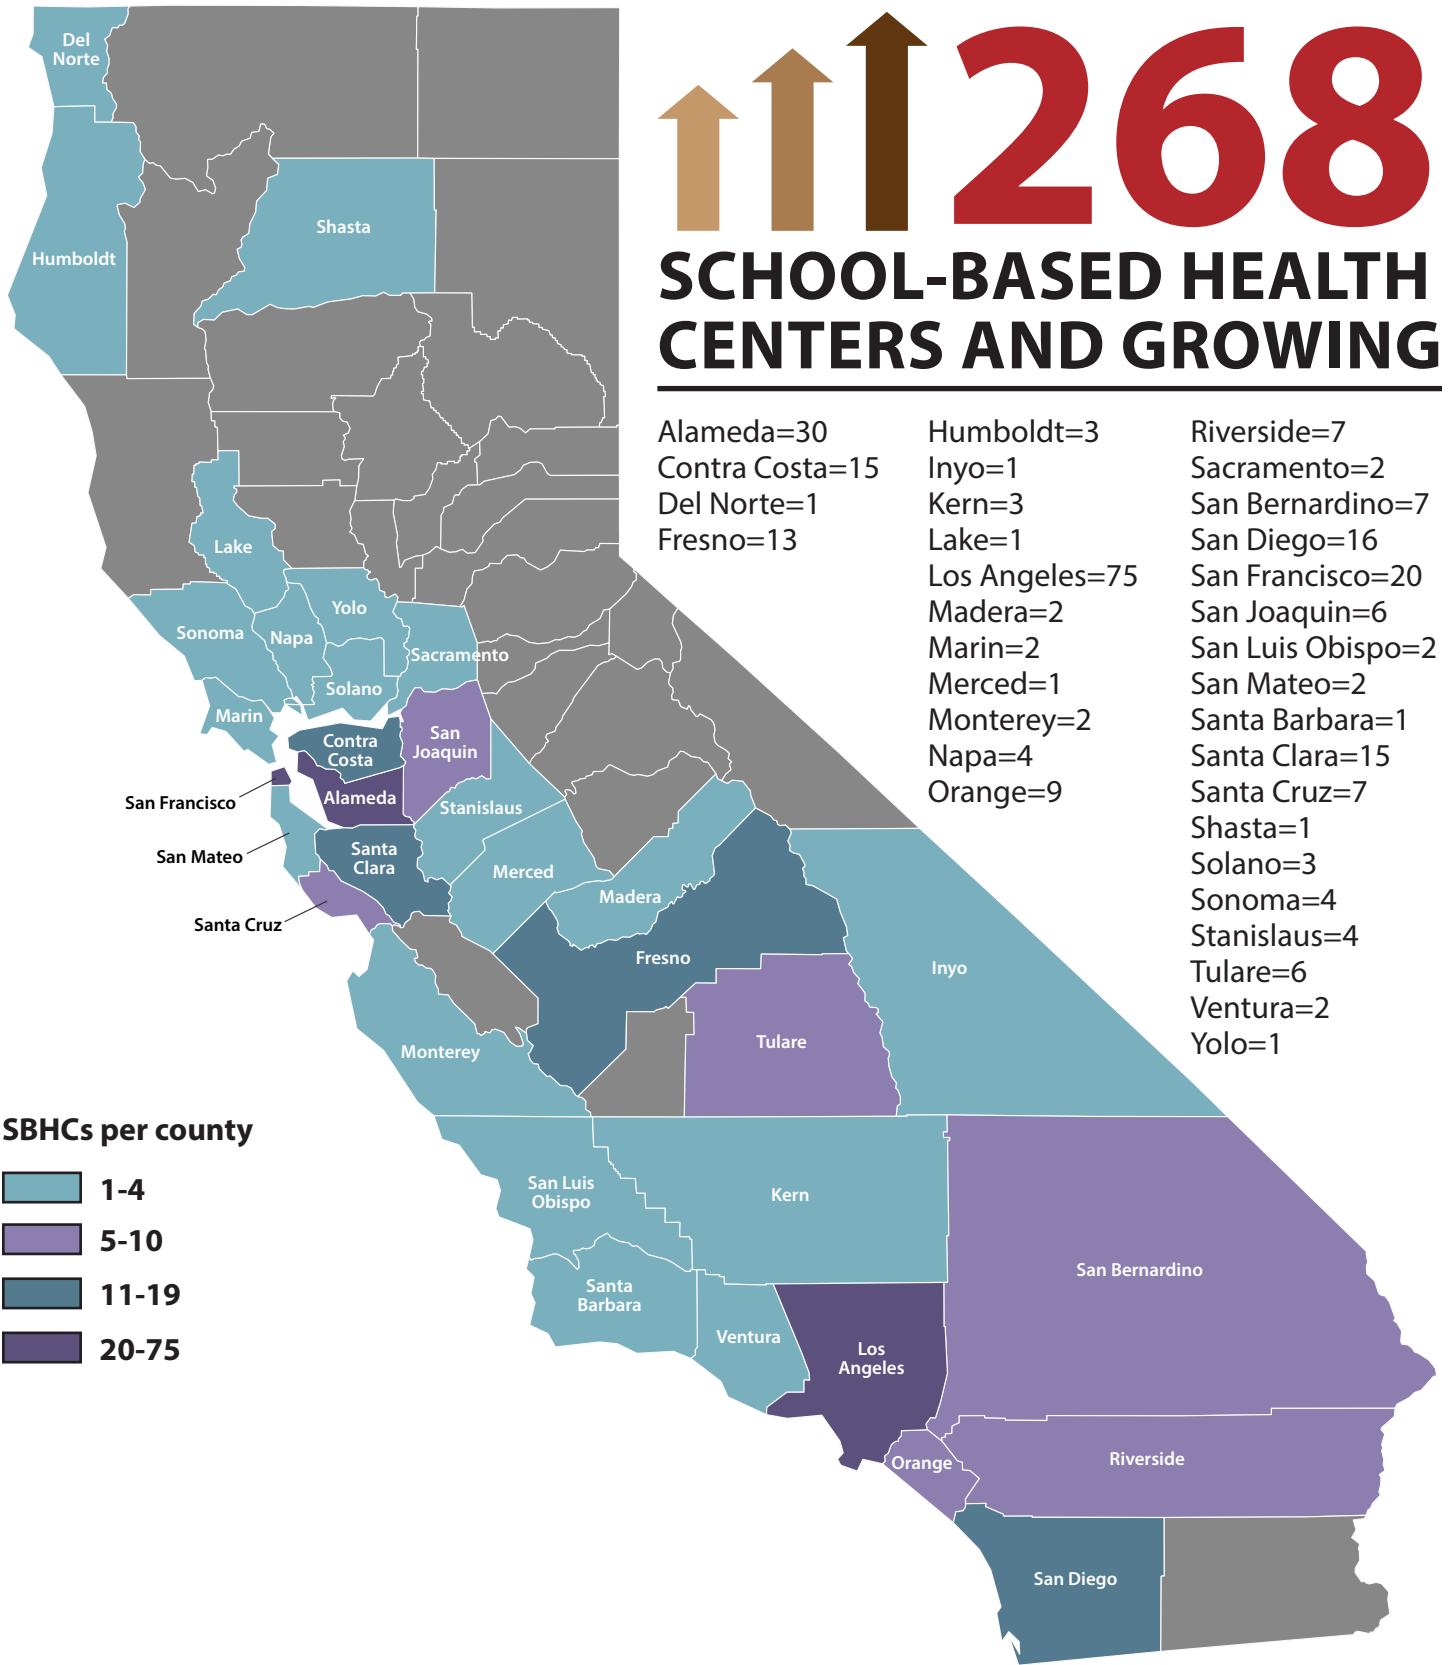 268
SCHOOL-BASED HEALTH
CENTERS AND GROWING
Alameda=30
Contra Costa=15
Del Norte=1
Fresno=13
Humboldt=3
Inyo=1
Kern=3
Lake=1
Los Angeles=75
Madera=2
Marin=2
Merced=1
Monterey=2
Napa=4
Orange=9
Riverside=7
Sacramento=2
San Bernardino=7
San Diego=16
San Francisco=20
San Joaquin=6
San Luis Obispo=2
San Mateo=2
Santa Barbara=1
Santa Clara=15
Santa Cruz=7
Shasta=1
Solano=3
Sonoma=4
Stanislaus=4
Tulare=6
Ventura=2
Yolo=1
Del
Norte
Humboldt
Shasta
Lake
Yolo
Sonoma
Napa
Sacramento
Solano
Marin
San
Joaquin
Contra
Costa
Alameda
San Francisco
Stanislaus
San Mateo
Santa
Clara
Merced
Madera
Santa Cruz
Fresno
Inyo
Tulare
Monterey
San Luis
Obispo
Kern
San Bernardino
Santa
Barbara
Ventura
Los
Angeles
Orange
Riverside
San Diego
SBHCs per county
1-4
5-10
11-19
20-75